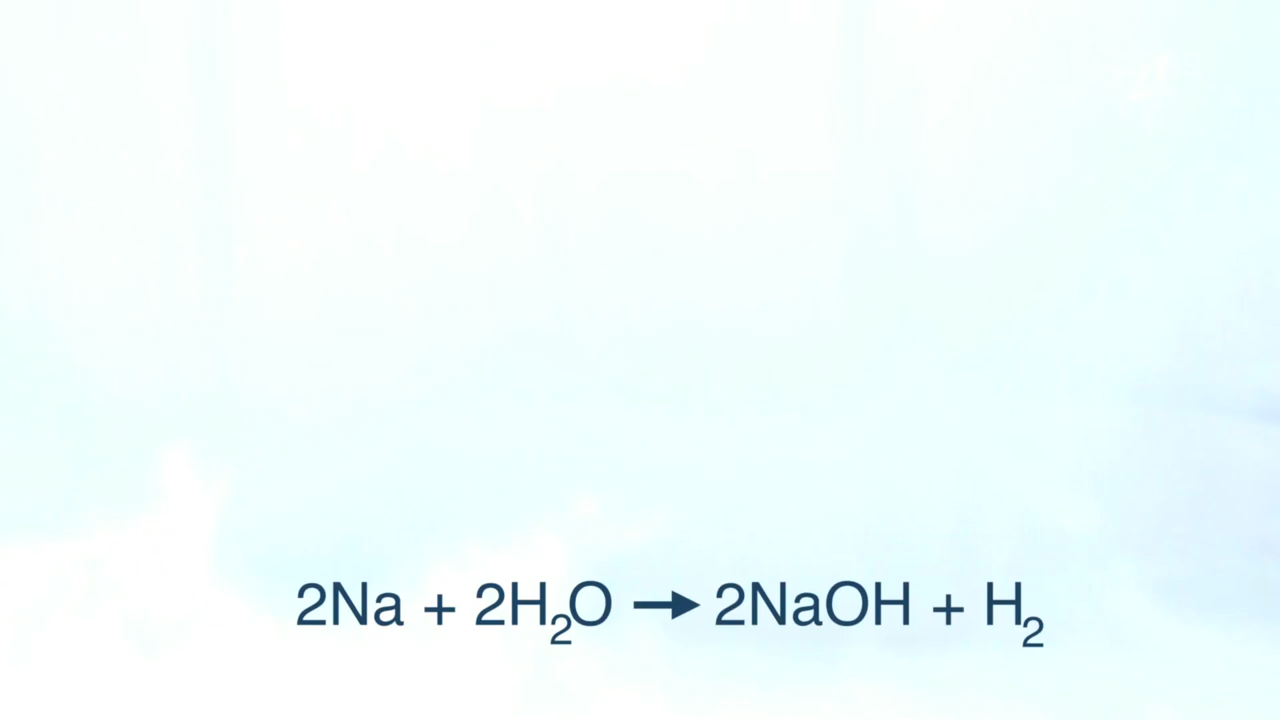 2Na + 2H₂O → 2NaOH + H₂